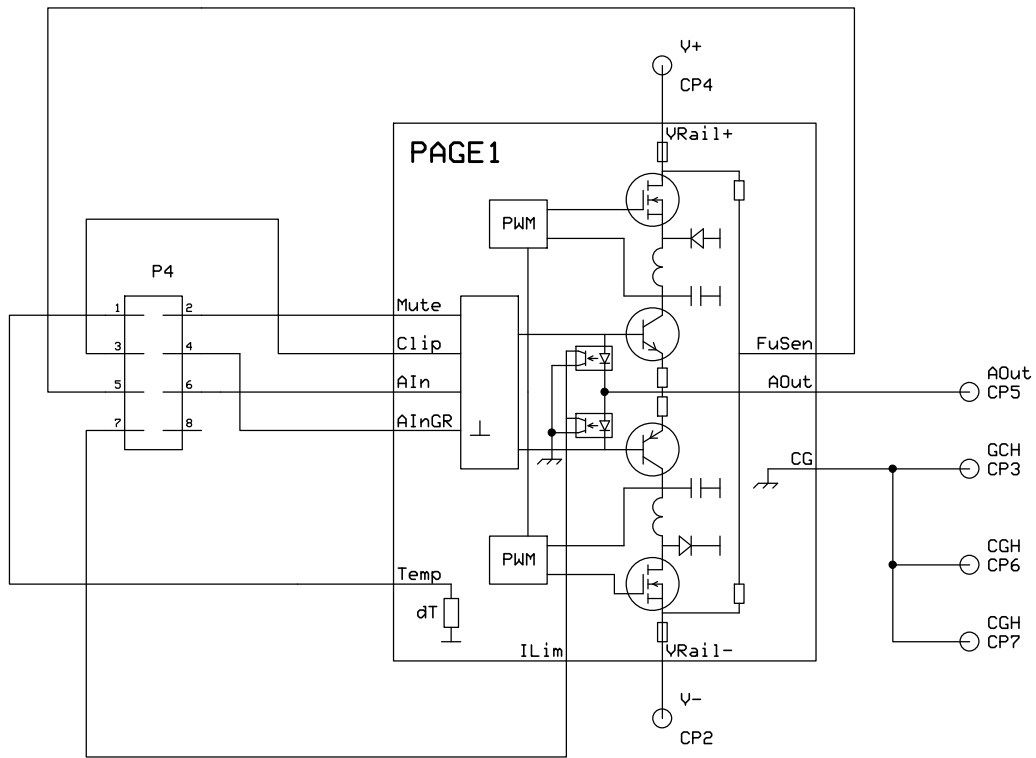 V+
CP4
VRail+
PAGE1
PWM
P4
1 2
3 4
5 6
7 8
Mute
Clip
AIn
AInGR
FuSen
AOut
AOut
CP5
CG
GCH
CP3
PWM
CGH
CP6
Temp
dT
CGH
CP7
ILim
VRail-
V-
CP2